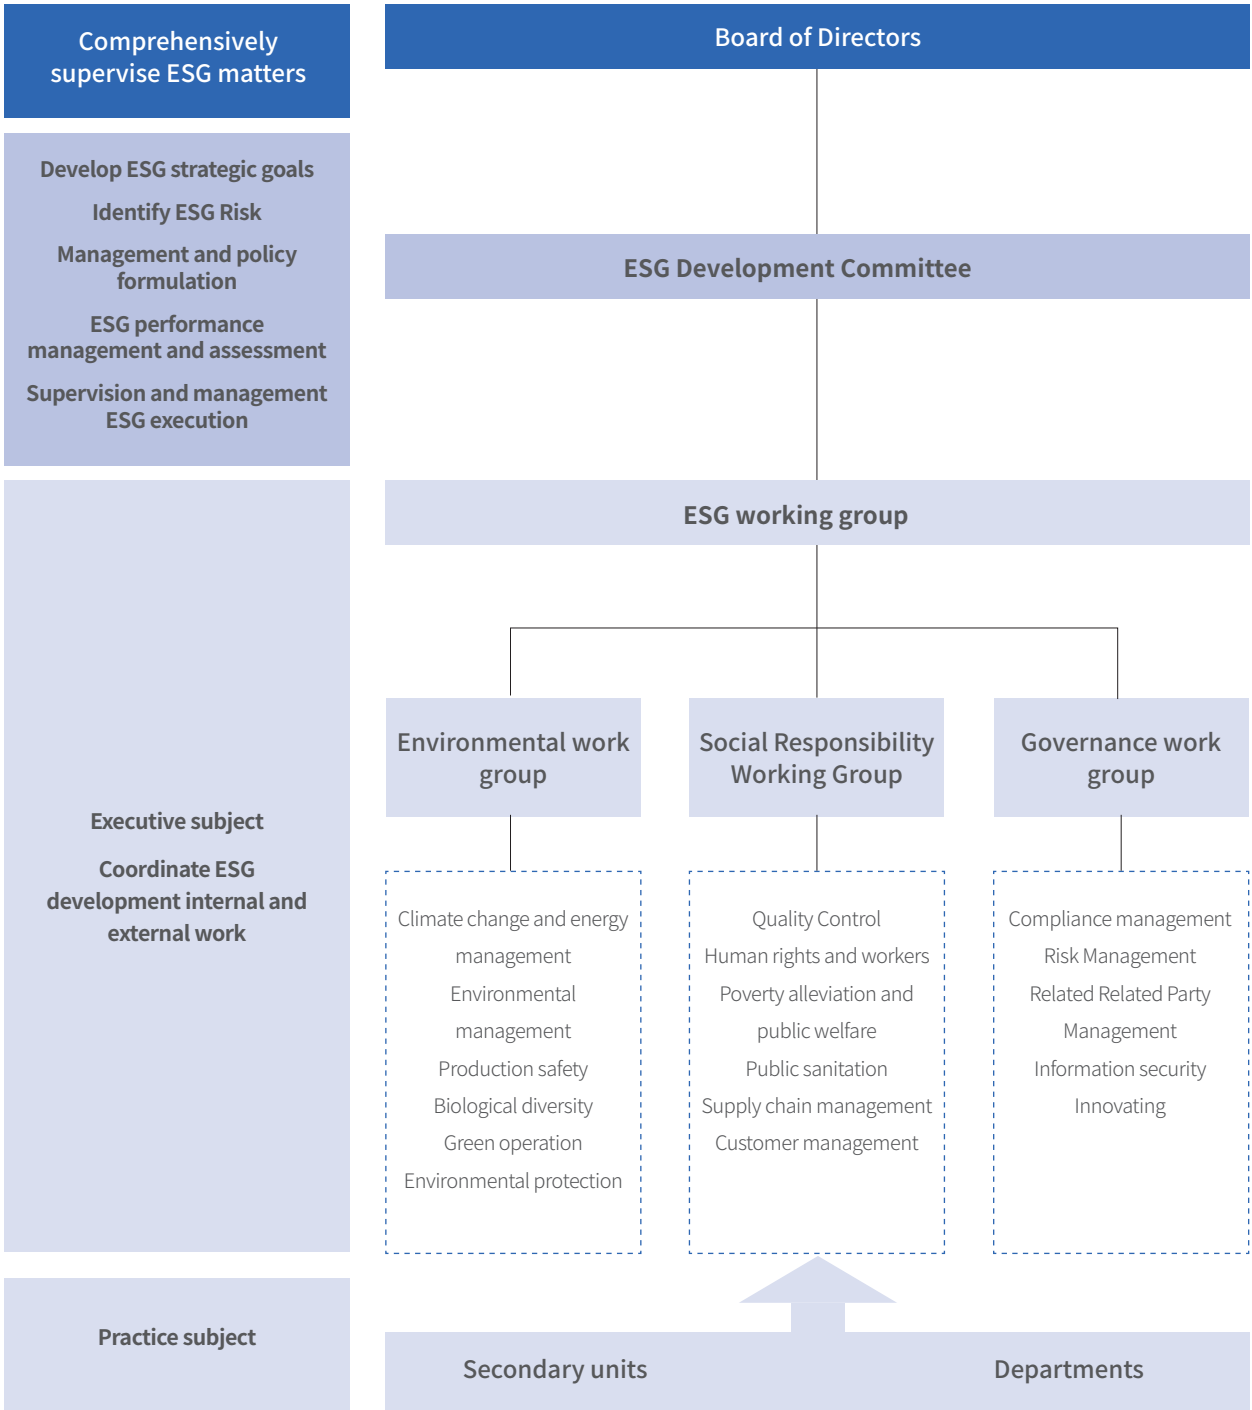 Comprehensively
supervise ESG matters
Board of Directors
Develop ESG strategic goals
Identify ESG Risk
Management and policy
formulation
ESG performance
management and assessment
Supervision and management
ESG execution
ESG Development Committee
Executive subject
Coordinate ESG
development internal and
external work
ESG working group
Environmental work
group
Climate change and energy
management
Environmental
management
Production safety
Biological diversity
Green operation
Environmental protection
Social Responsibility
Working Group
Quality Control
Human rights and workers
Poverty alleviation and
public welfare
Public sanitation
Supply chain management
Customer management
Governance work
group
Compliance management
Risk Management
Related Related Party
Management
Information security
Innovating
Practice subject
Secondary units
Departments